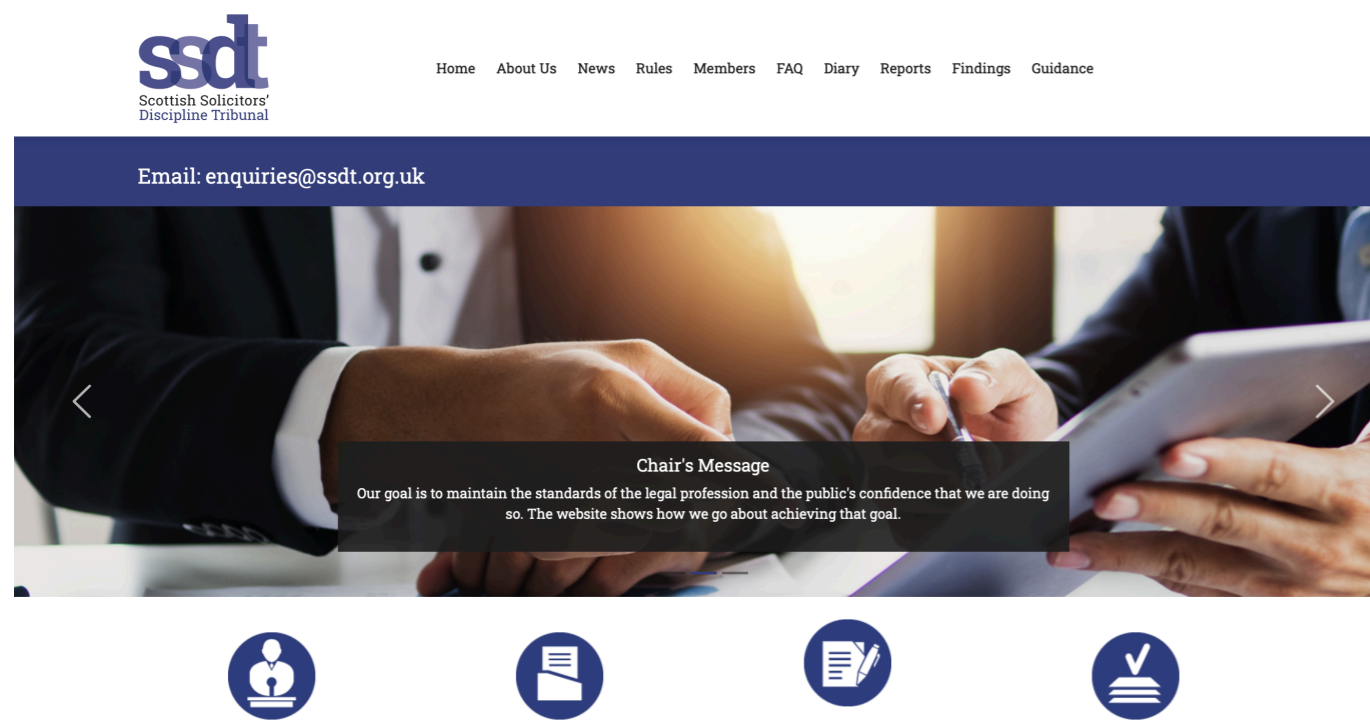 ssdt
Scottish Solicitors'
Discipline Tribunal
Home About Us News Rules Members FAQ Diary Reports Findings Guidance
Email: enquiries@ssdt.org.uk
Chair's Message
Our goal is to maintain the standards of the legal profession and the public's confidence that we are doing
so. The website shows how we go about achieving that goal.